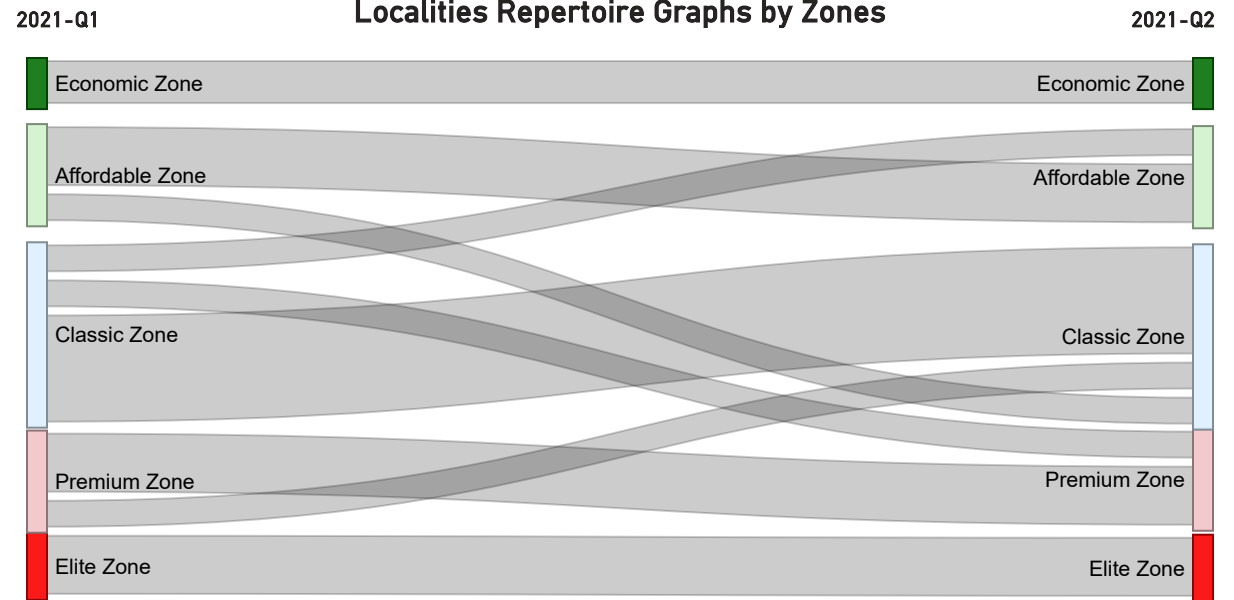 Localities Repertoire Graphs by Zones
2021-Q1
2021-Q2
Economic Zone
Economic Zone
Affordable Zone
Affordable Zone
Classic Zone
Classic Zone
Premium Zone
Premium Zone
Elite Zone
Elite Zone